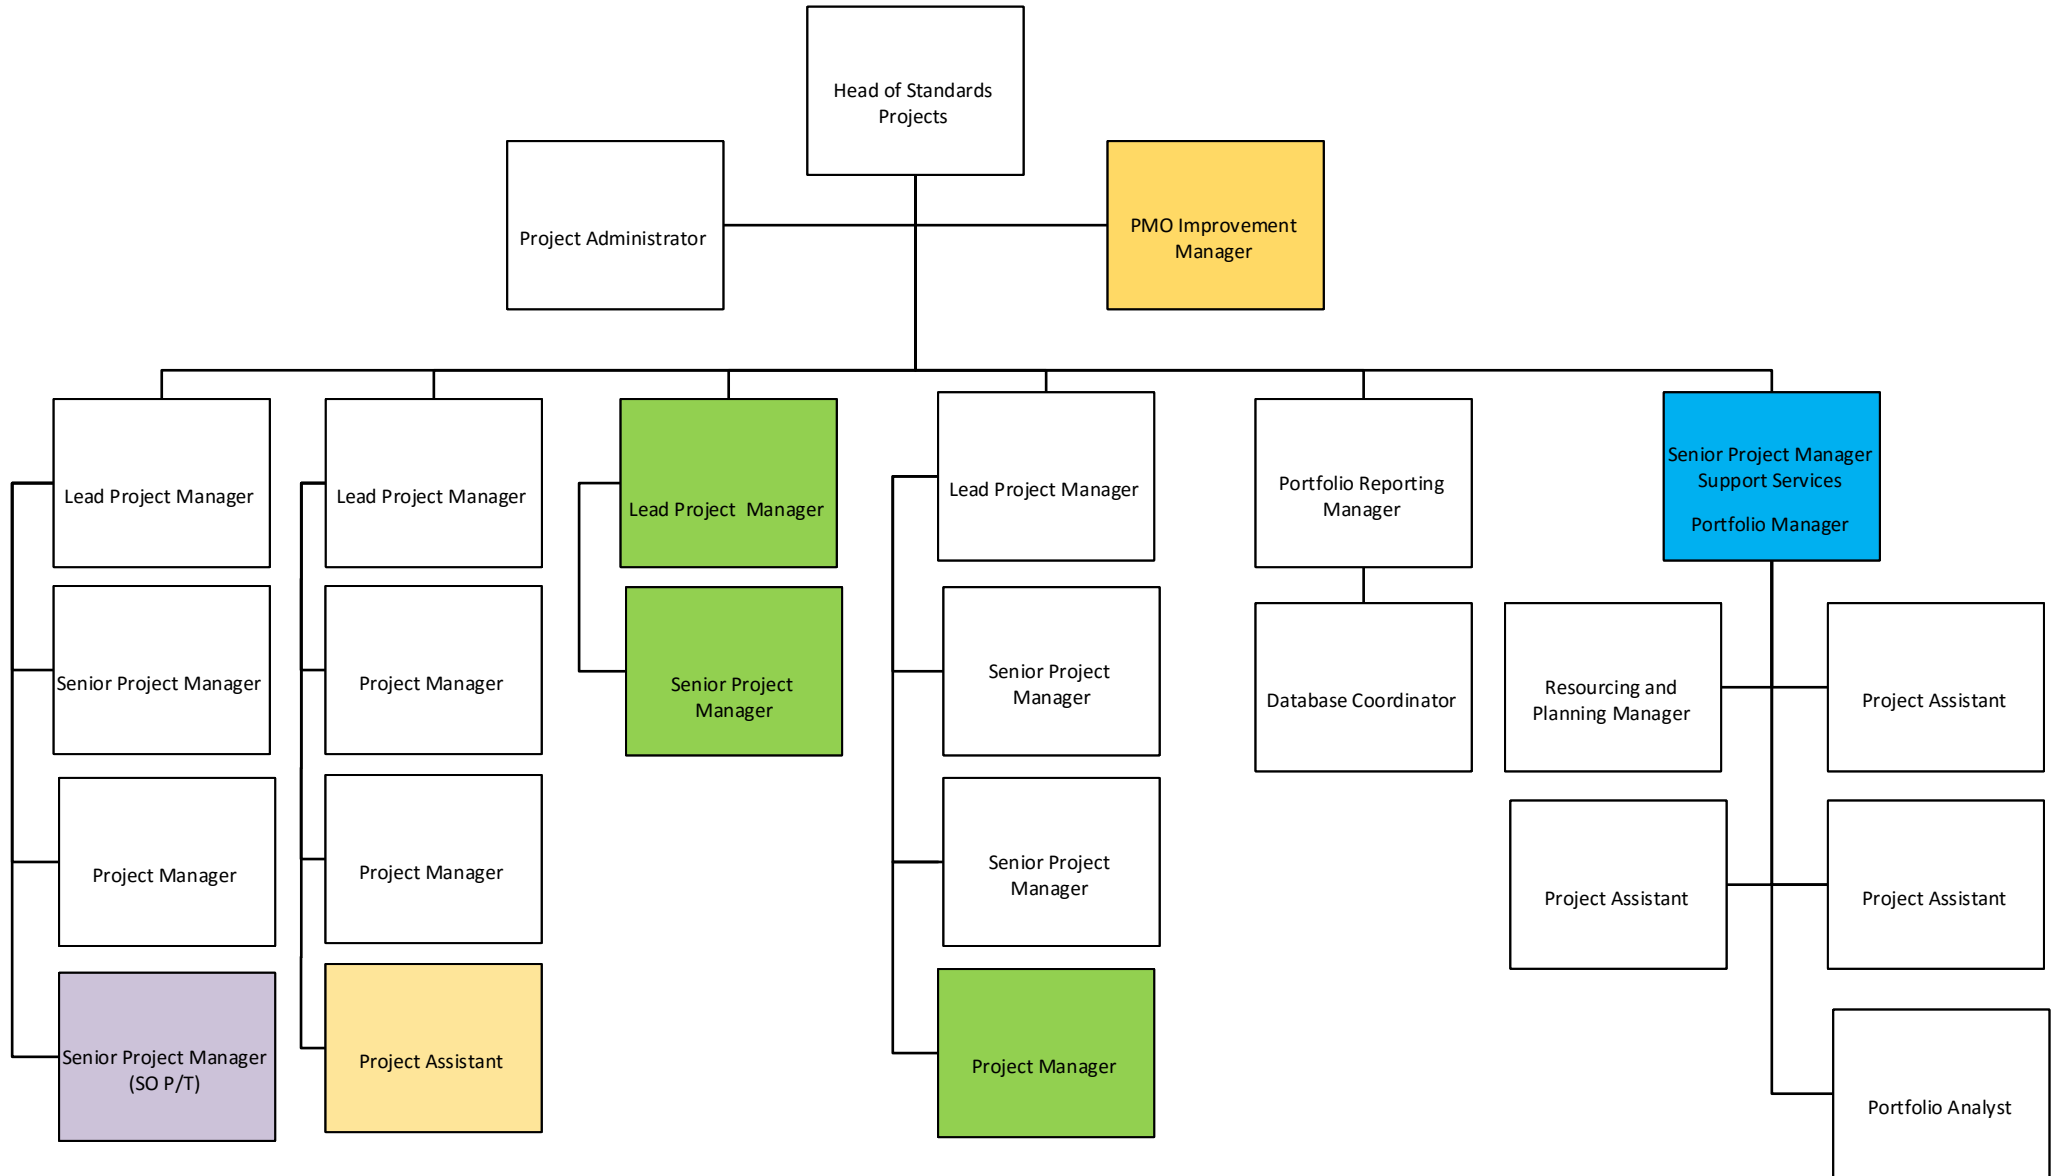 Head of Standards
Projects
Project Administrator
PMO Improvement
Manager
Lead Project Manager
Lead Project Manager
Lead Project  Manager
Lead Project Manager
Portfolio Reporting
Manager
Senior Project Manager
Support Services
Portfolio Manager
Senior Project Manager
Project Manager
Senior Project
Manager
Senior Project
Manager
Database Coordinator
Resourcing and
Planning Manager
Project Assistant
Project Manager
Project Manager
Senior Project
Manager
Project Assistant
Project Assistant
Senior Project Manager
(SO P/T)
Project Assistant
Project Manager
Portfolio Analyst